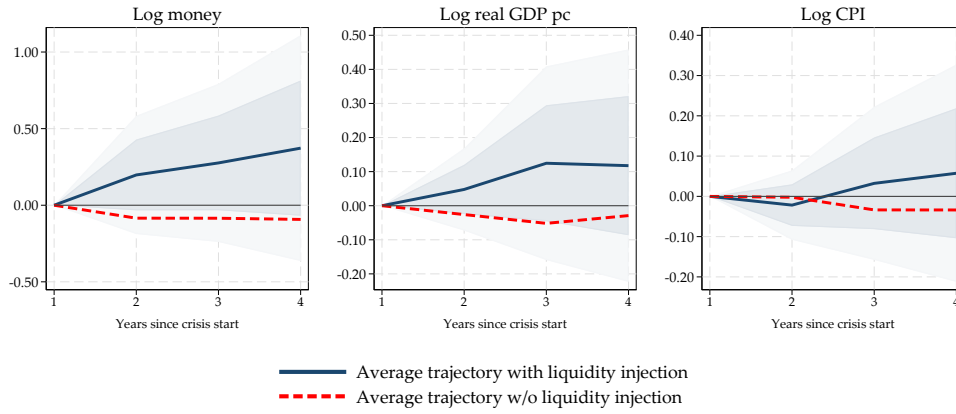 Log money
1.00
0.50
0.00
-0.50
1 2 3 4
Years since crisis start
Log real GDP pc
0.50
0.40
0.30
0.20
0.10
0.00
-0.10
-0.20
1 2 3 4
Years since crisis start
Log CPI
0.40
0.30
0.20
0.10
0.00
-0.10
-0.20
1 2 3 4
Years since crisis start
Average trajectory with liquidity injection
Average trajectory w/o liquidity injection